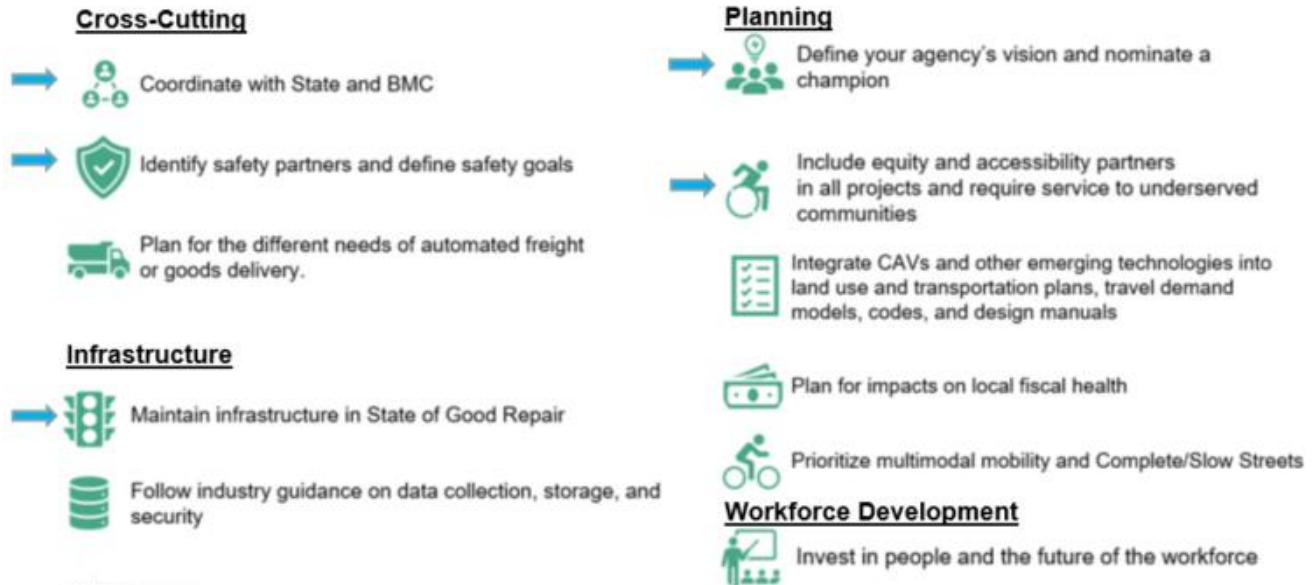 Cross-Cutting
Coordinate with State and BMC
Identify safety partners and define safety goals
Plan for the different needs of automated freight
or goods delivery.
Infrastructure
Maintain infrastructure in State of Good Repair
Follow industry guidance on data collection, storage, and
security
Planning
Define your agency's vision and nominate a
champion
Include equity and accessibility partners
in all projects and require service to underserved
communities
Integrate CAVs and other emerging technologies into
land use and transportation plans, travel demand
models, codes, and design manuals
Plan for impacts on local fiscal health
Prioritize multimodal mobility and Complete/Slow Streets
Workforce Development
Invest in people and the future of the workforce